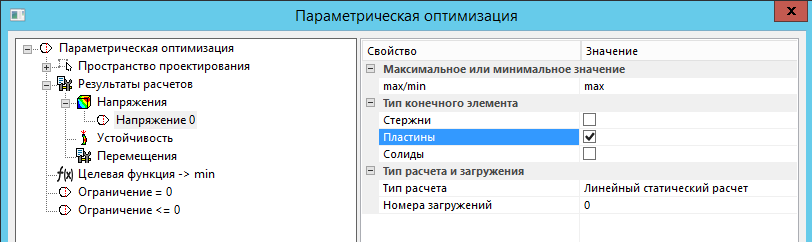 Параметрическая оптимизация
Параметрическая оптимизация
Пространство проектирования
Результаты расчетов
Напряжения
Напряжение 0
Устойчивость
Перемещения
f(x) Целевая функция -> min
Ограничение = 0
Ограничение <= 0
Свойство Значение
Максимальное или минимальное значение
max/min max
Тип конечного элемента
Стержни
Пластины
Солиды
Тип расчета и загружения
Тип расчета Линейный статический расчет
Номера загружений 0